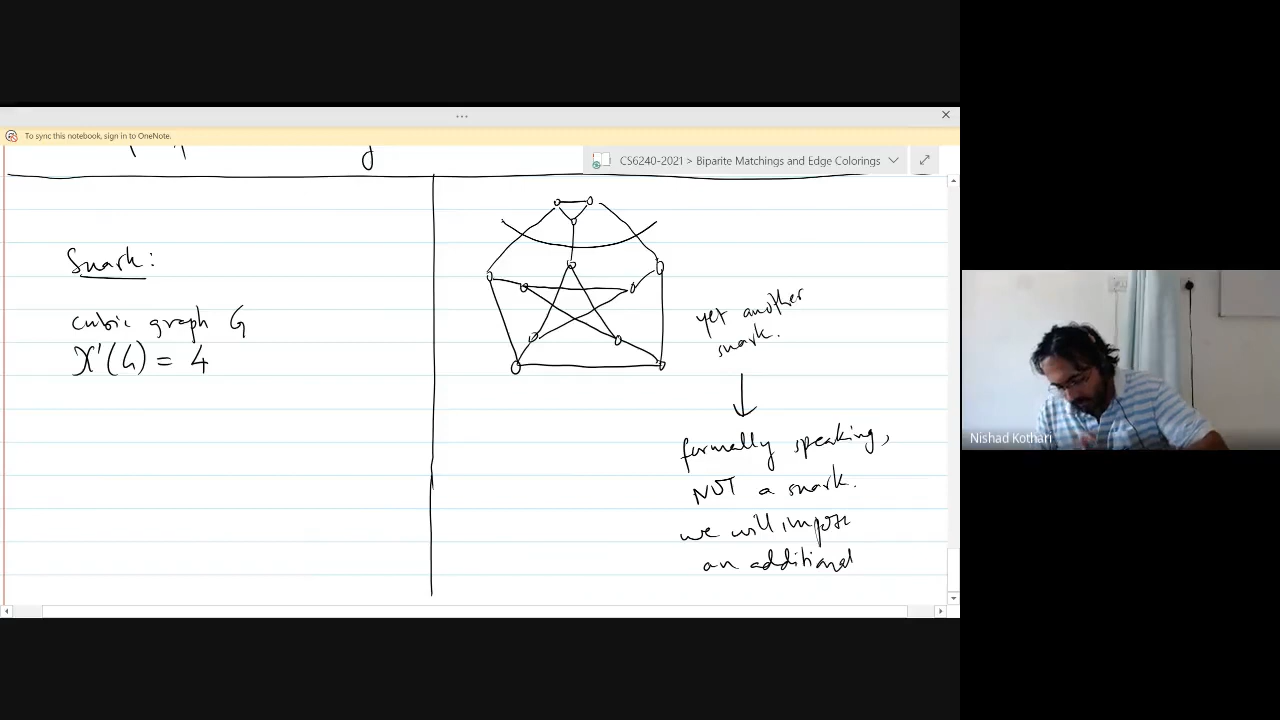 To sync this notebook, sign in to OneNote.
CS6240-2021 > Biparite Matchings and Edge Colorings
Snark:
cubic graph G
χ'(G) = 4
yet another
snark.
formally speaking,
NOT a snark.
we will impose
an additional
Nishad Kothari